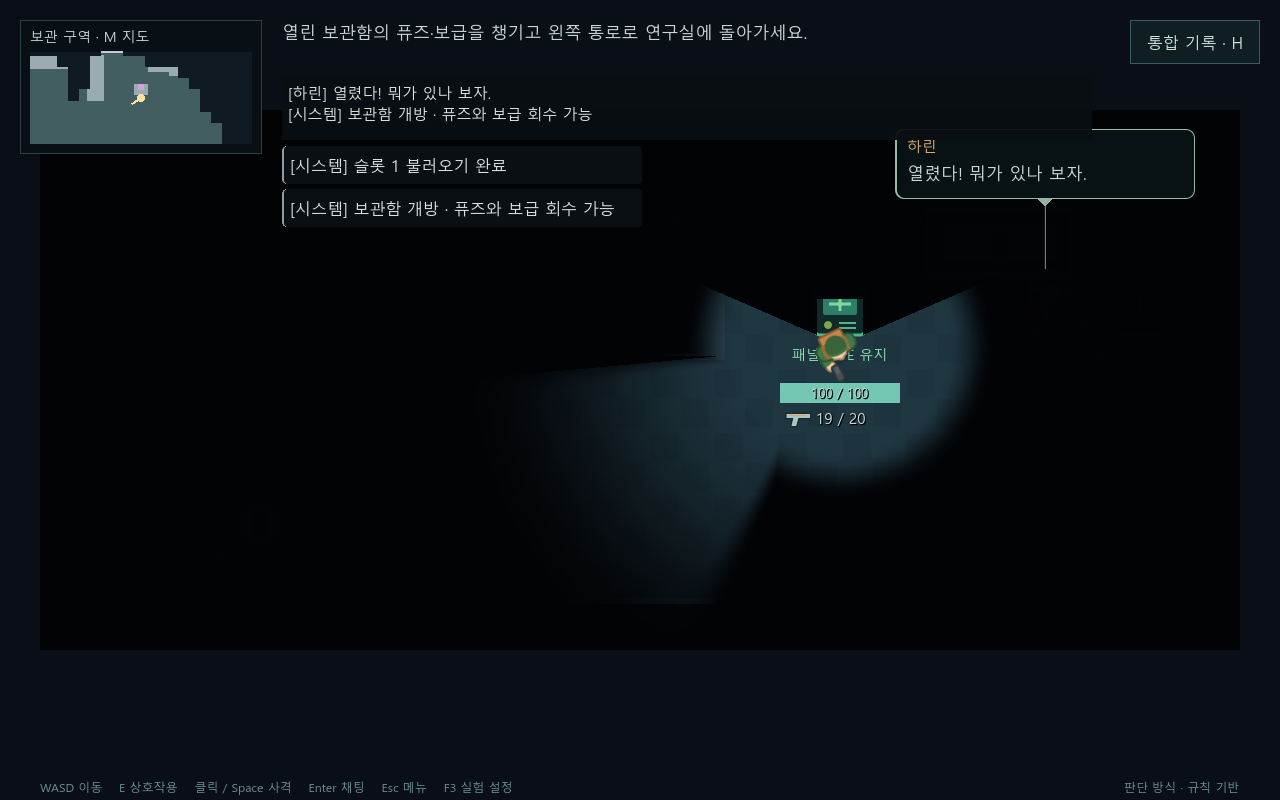 보관 구역 · M 지도
열린 보관함의 퓨즈·보급을 챙기고 왼쪽 통로로 연구실에 돌아가세요.
통합 기록 · H
[하린] 열렸다! 뭐가 있나 보자.
[시스템] 보관함 개방 · 퓨즈와 보급 회수 가능
[시스템] 슬롯 1 불러오기 완료
[시스템] 보관함 개방 · 퓨즈와 보급 회수 가능
하린
열렸다! 뭐가 있나 보자.
유지
100 / 100
19 / 20
WASD 이동 E 상호작용 클릭 / Space 사격 Enter 채팅 Esc 메뉴 F3 실험 설정
판단 방식 · 규칙 기반